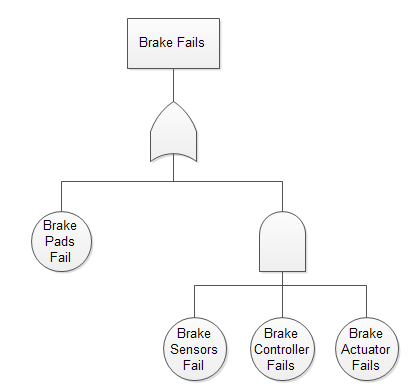 Brake Fails
Brake
Pads
Fail
Brake
Sensors
Fail
Brake
Controller
Fails
Brake
Actuator
Fails